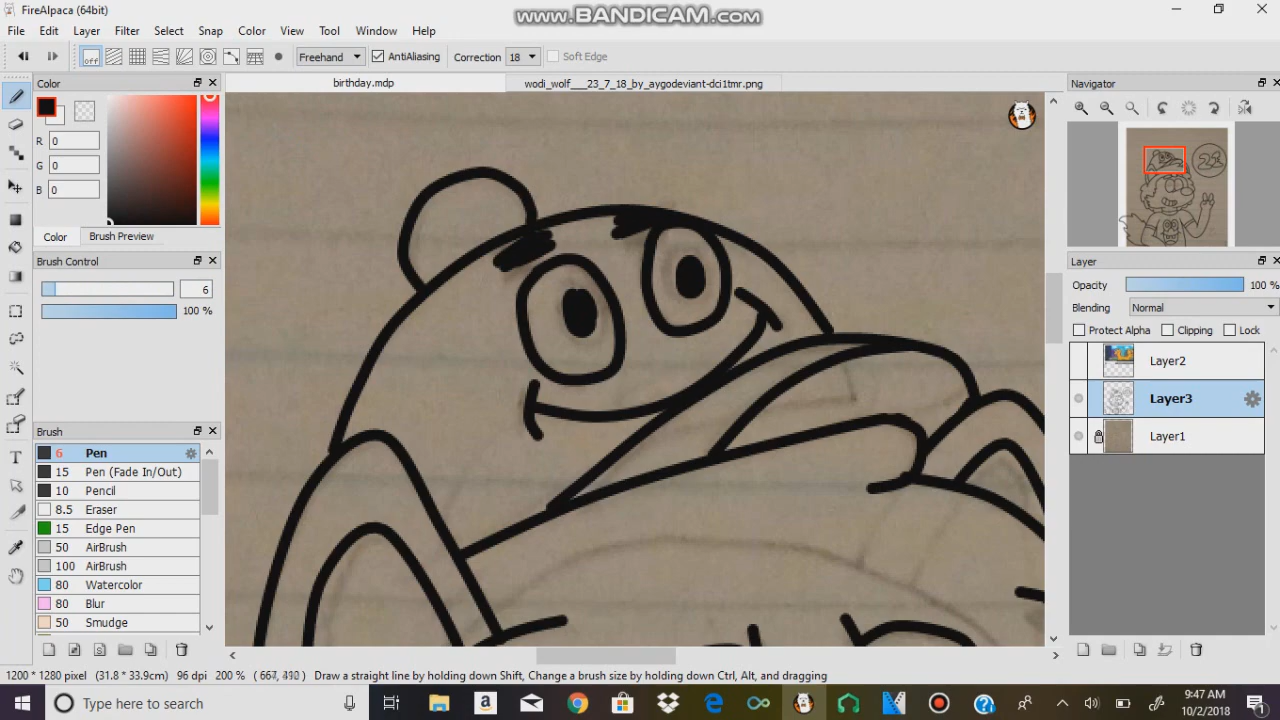 FireAlpaca (64bit)
www.BANDICAM.com
File Edit Layer Filter Select Snap Color View Tool Window Help
off Freehand AntiAliasing Correction 18 Soft Edge
Color
birthday.mdp
wodi_wolf___23_7_18_by_aygodeviant-dci1tmr.png
Navigator
R 0
G 0
B 0
22
Color Brush Preview
Brush Control
6
100 %
Layer
Opacity 100 %
Blending Normal
Protect Alpha Clipping Lock
Layer2
Layer3
Layer1
Brush
6 Pen
15 Pen (Fade In/Out)
10 Pencil
8.5 Eraser
15 Edge Pen
50 AirBrush
100 AirBrush
80 Watercolor
80 Blur
50 Smudge
1200 * 1280 pixel (31.8 * 33.9cm) 96 dpi 200 % Draw a straight line by holding down Shift, Change a brush size by holding down Ctrl, Alt, and dragging
Type here to search
9:47 AM
10/2/2018